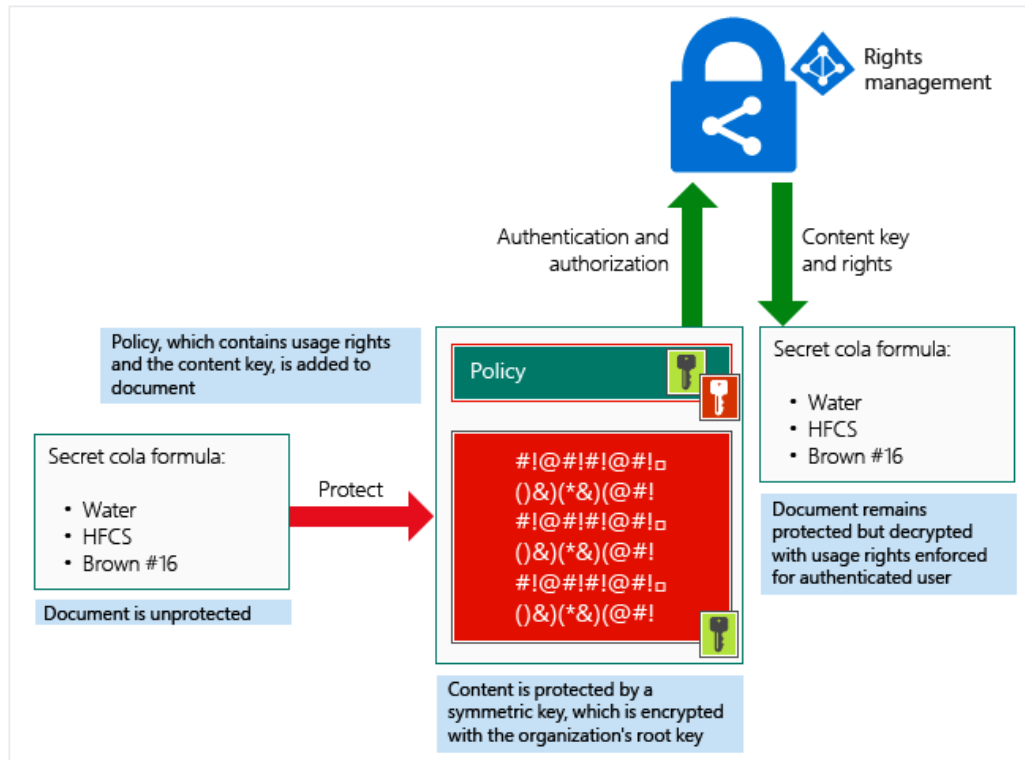 Rights
management
Authentication and
authorization
Content key
and rights
Policy, which contains usage rights
and the content key, is added to
document
Policy
Secret cola formula:
• Water
• HFCS
• Brown #16
Secret cola formula:
• Water
• HFCS
• Brown #16
Protect
#!@#!#!@#!▯
()&)(*&)(@#!
#!@#!#!@#!▯
()&)(*&)(@#!
#!@#!#!@#!▯
()&)(*&)(@#!
Document is unprotected
Document remains
protected but decrypted
with usage rights enforced
for authenticated user
Content is protected by a
symmetric key, which is encrypted
with the organization's root key